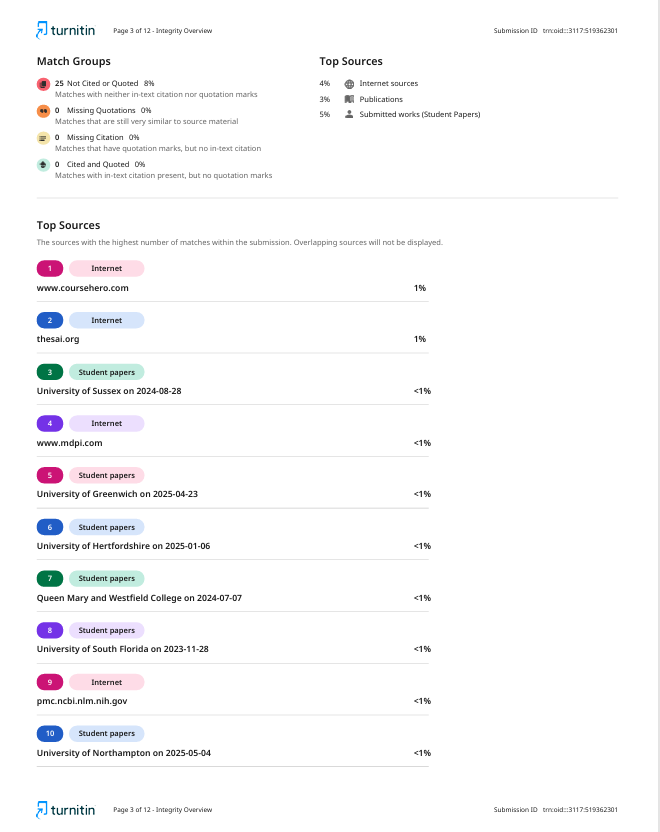 turnitin Page 3 of 12 - Integrity Overview Submission ID trn:oid:::3117:519362301
Match Groups
25 Not Cited or Quoted 8%
Matches with neither in-text citation nor quotation marks
0 Missing Quotations 0%
Matches that are still very similar to source material
0 Missing Citation 0%
Matches that have quotation marks, but no in-text citation
0 Cited and Quoted 0%
Matches with in-text citation present, but no quotation marks
Top Sources
4% Internet sources
3% Publications
5% Submitted works (Student Papers)
Top Sources
The sources with the highest number of matches within the submission. Overlapping sources will not be displayed.
1 Internet
www.coursehero.com 1%
2 Internet
thesai.org 1%
3 Student papers
University of Sussex on 2024-08-28 <1%
4 Internet
www.mdpi.com <1%
5 Student papers
University of Greenwich on 2025-04-23 <1%
6 Student papers
University of Hertfordshire on 2025-01-06 <1%
7 Student papers
Queen Mary and Westfield College on 2024-07-07 <1%
8 Student papers
University of South Florida on 2023-11-28 <1%
9 Internet
pmc.ncbi.nlm.nih.gov <1%
10 Student papers
University of Northampton on 2025-05-04 <1%
turnitin Page 3 of 12 - Integrity Overview Submission ID trn:oid:::3117:519362301